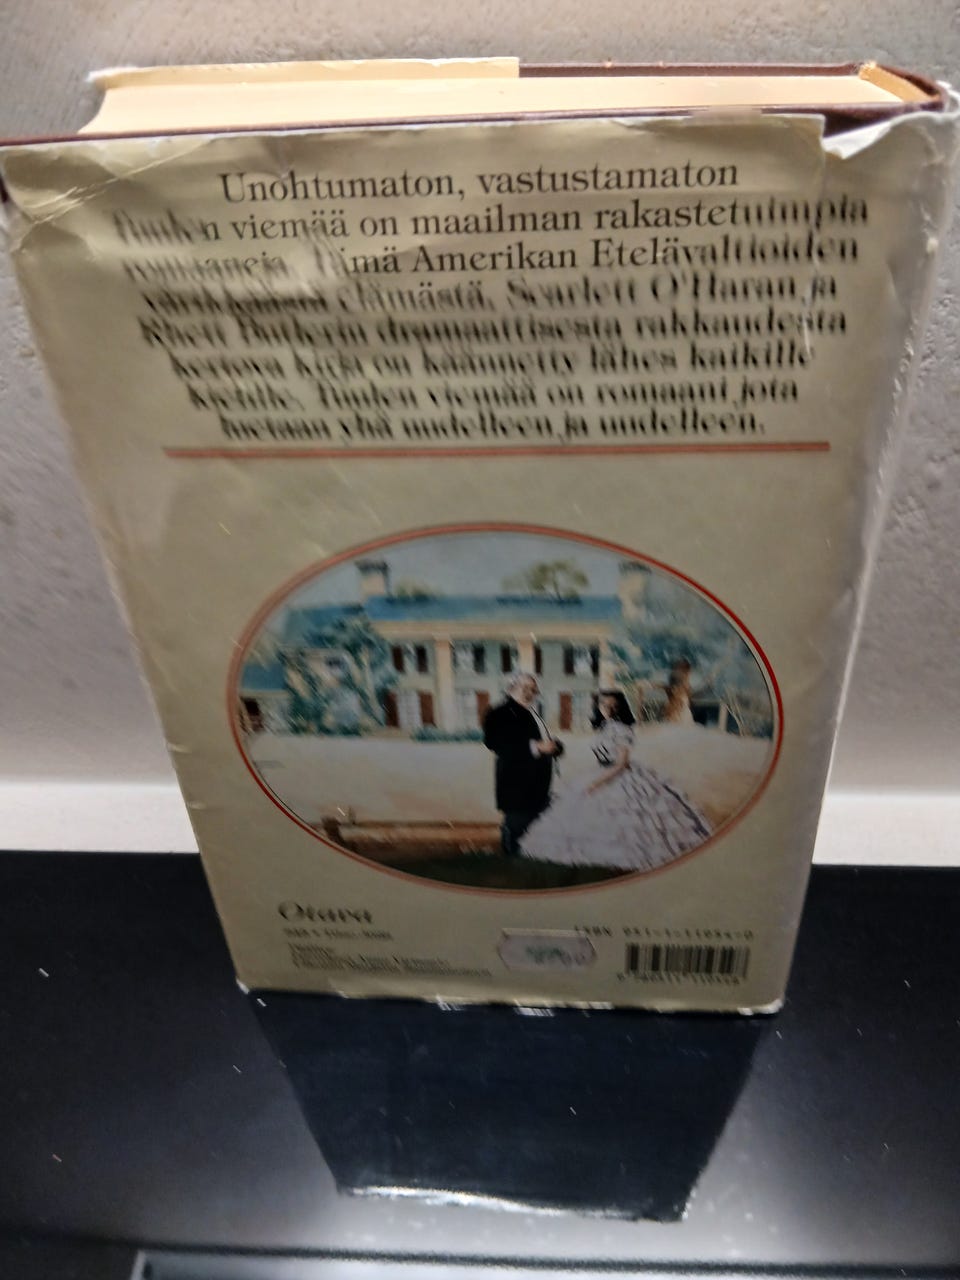 Unohtumaton, vastustamaton
Tuulen viemää on maailman rakastetuimpia
romaaneja. Tämä Amerikan Etelävaltioiden
elämästä, Scarlett O'Haran ja
Rhett Butlerin dramaattisesta rakkaudesta
kertova kirja on käännetty lähes kaikille
kielille. Tuulen viemää on romaani jota
luetaan yhä uudelleen ja uudelleen.
Otava
ISBN